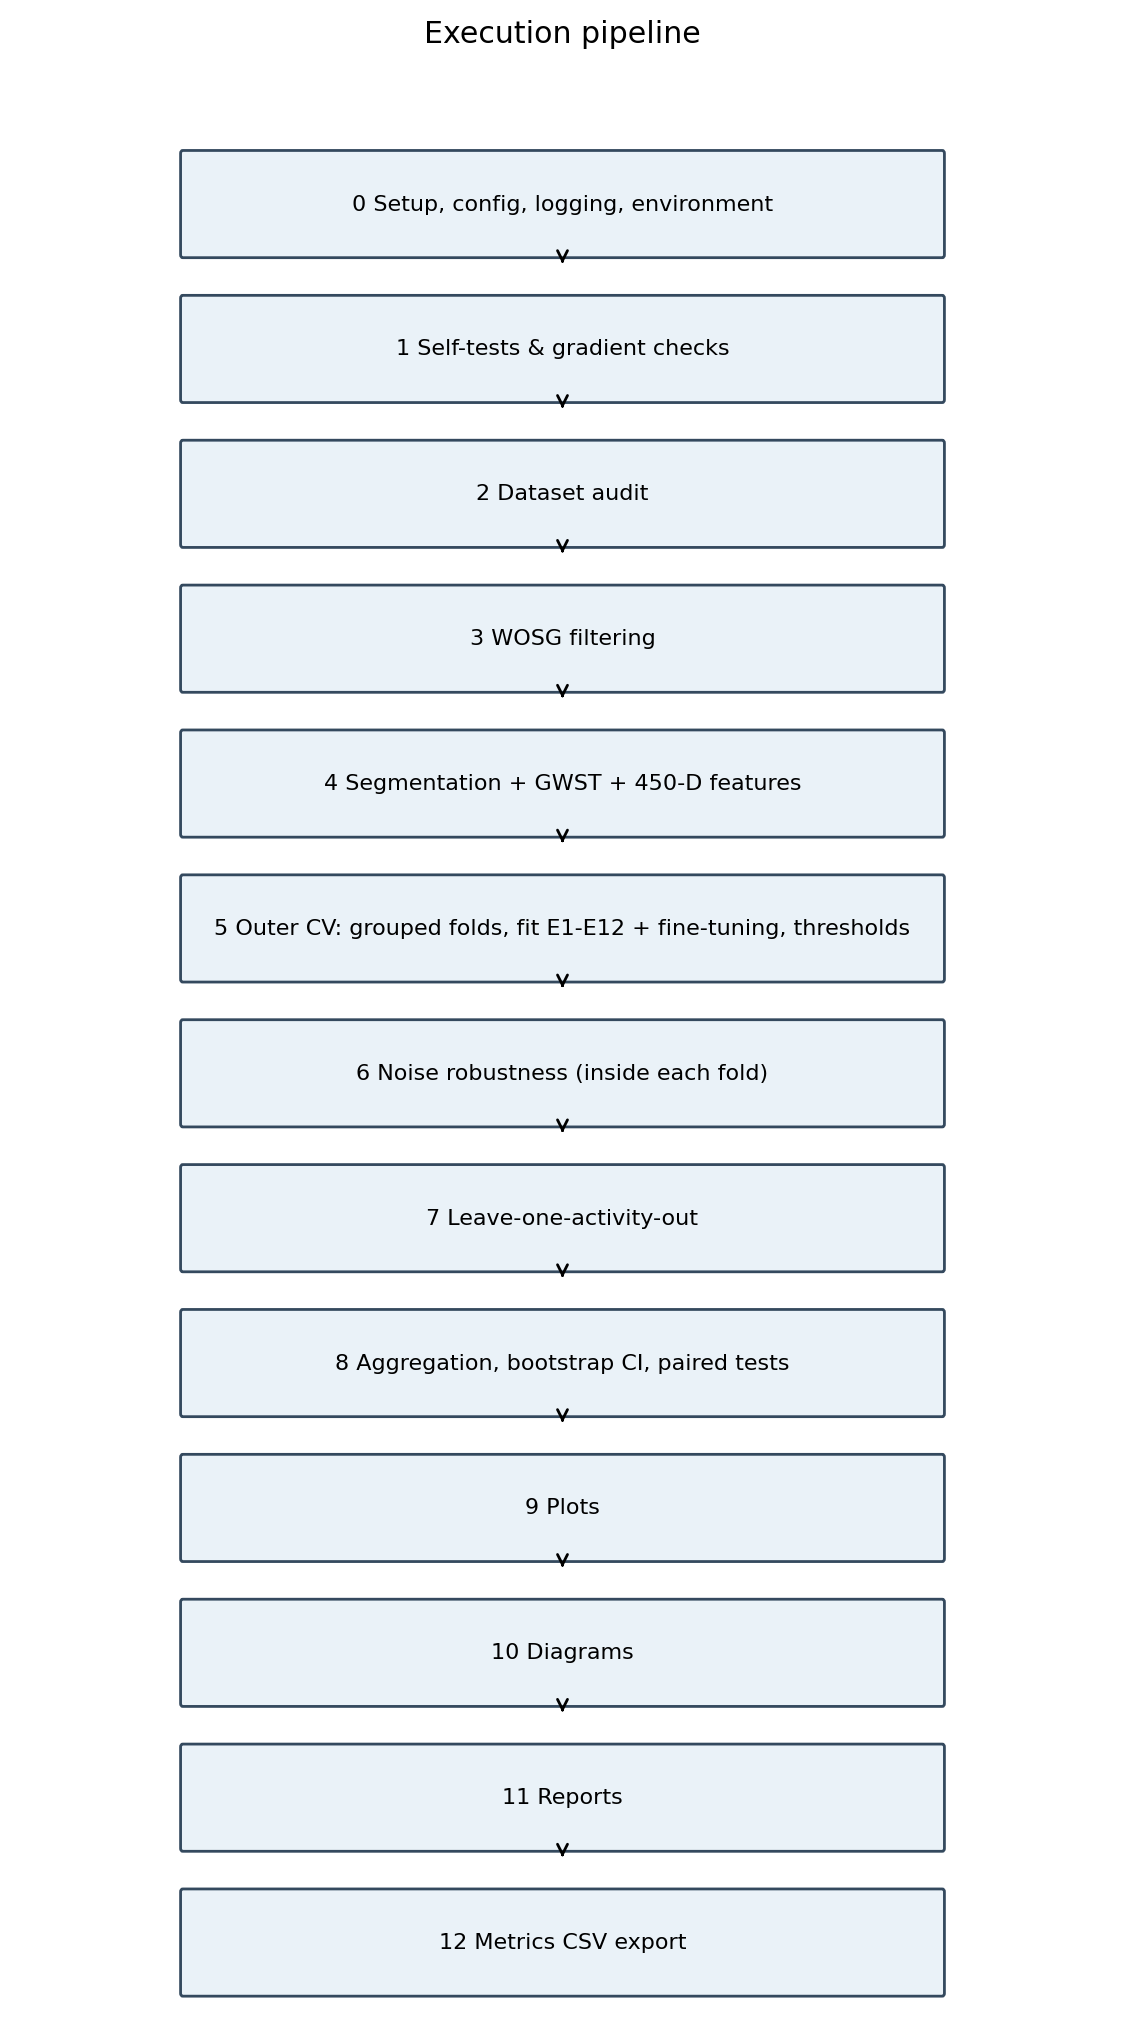 Execution pipeline
0 Setup, config, logging, environment
1 Self-tests & gradient checks
2 Dataset audit
3 WOSG filtering
4 Segmentation + GWST + 450-D features
5 Outer CV: grouped folds, fit E1-E12 + fine-tuning, thresholds
6 Noise robustness (inside each fold)
7 Leave-one-activity-out
8 Aggregation, bootstrap CI, paired tests
9 Plots
10 Diagrams
11 Reports
12 Metrics CSV export